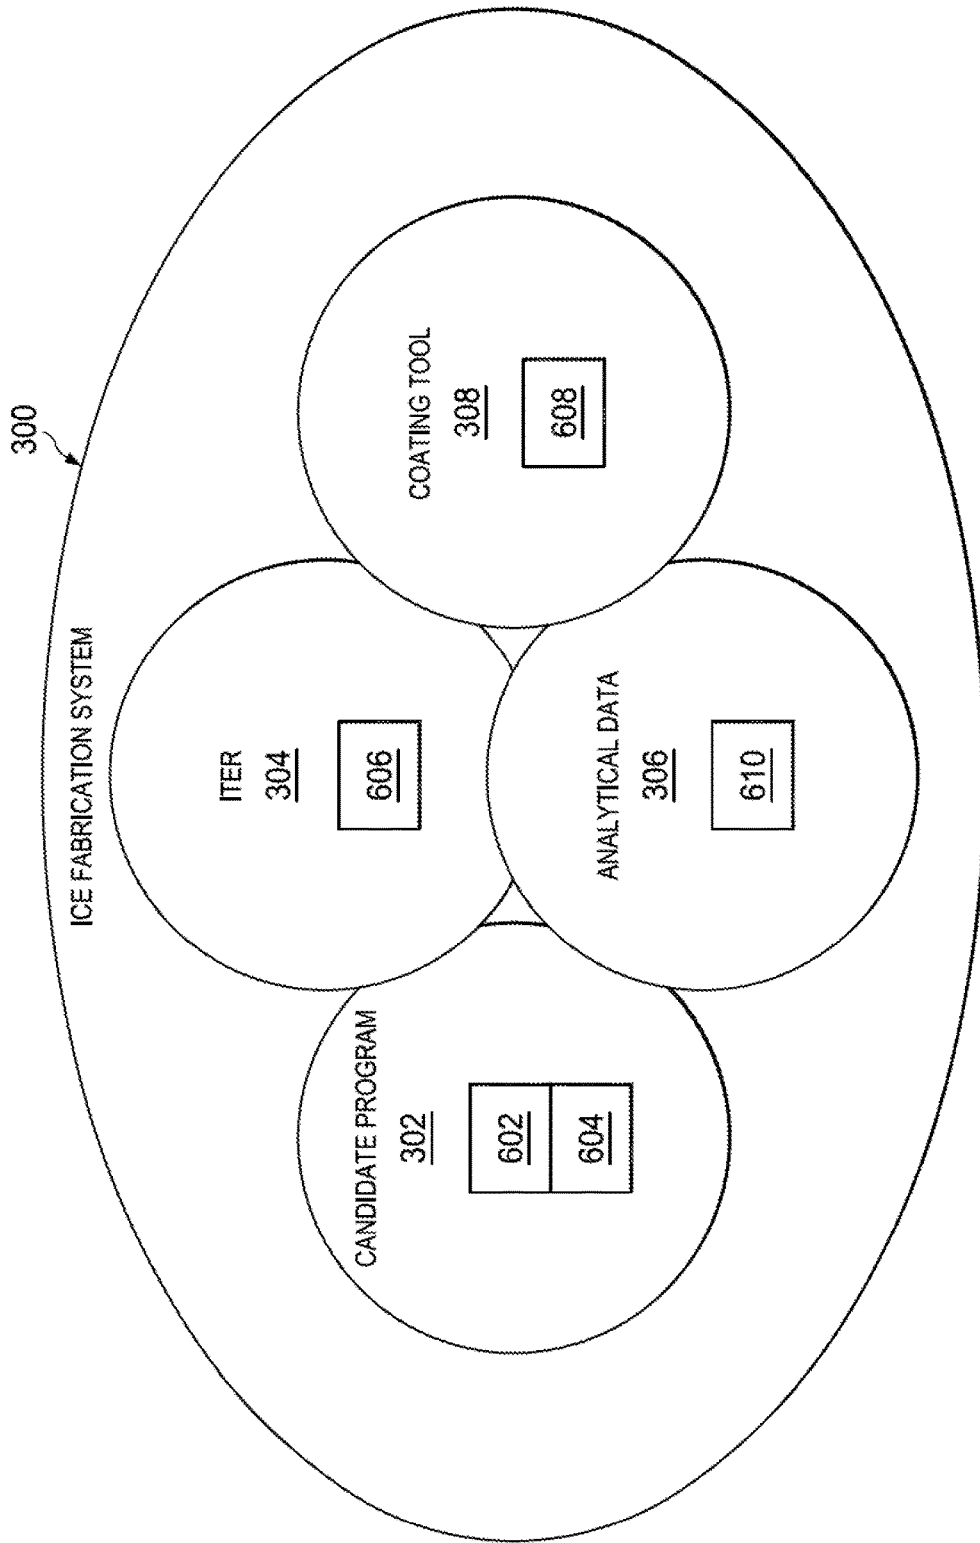 300
ICE FABRICATION SYSTEM
CANDIDATE PROGRAM
302
602
604
ITER
304
606
ANALYTICAL DATA
306
610
COATING TOOL
308
608